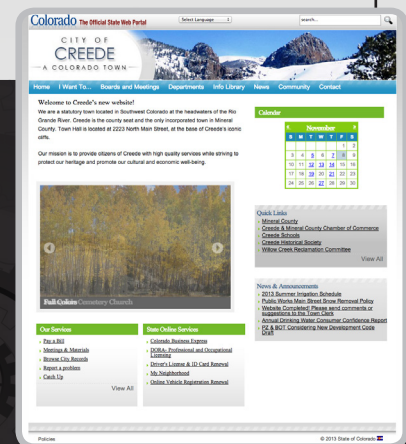 Colorado The Official State Web Portal
Select Language
search...
CITY OF
CREEDE
A COLORADO TOWN
Home I Want To... Boards and Meetings Departments Info Library News Community Contact
Welcome to Creede's new website!
We are a statutory town located in Southwest Colorado at the headwaters of the Rio
Grande River. Creede is the county seat and the only incorporated town in Mineral
County. Town Hall is located at 2223 North Main Street, at the base of Creede's iconic
cliffs.
Our mission is to provide citizens of Creede with high quality services while striving to
protect our heritage and promote our cultural and economic well-being.
Calendar
November
S M T W T F S
1 2
3 4 5 6 7 8 9
10 11 12 13 14 15 16
17 18 19 20 21 22 23
24 25 26 27 28 29 30
Quick Links
Mineral County
Creede & Mineral County Chamber of Commerce
Creede Schools
Creede Historical Society
Willow Creek Reclamation Committee
View All
Fall Colors Cemetery Church
News & Announcements
2013 Summer Irrigation Schedule
Public Works Main Street Snow Removal Policy
Website Completed! Please send comments or
suggestions to the Town Clerk
Annual Drinking Water Consumer Confidence Report
PZ & BOT Considering New Development Code
Draft
Our Services
Pay a Bill
Meetings & Materials
Browse City Records
Report a problem
Catch Up
View All
State Online Services
Colorado Business Express
DORA- Professional and Occupational
Licensing
Driver's License & ID Card Renewal
My Neighborhood
Online Vehicle Registration Renewal
Policies
© 2013 State of Colorado